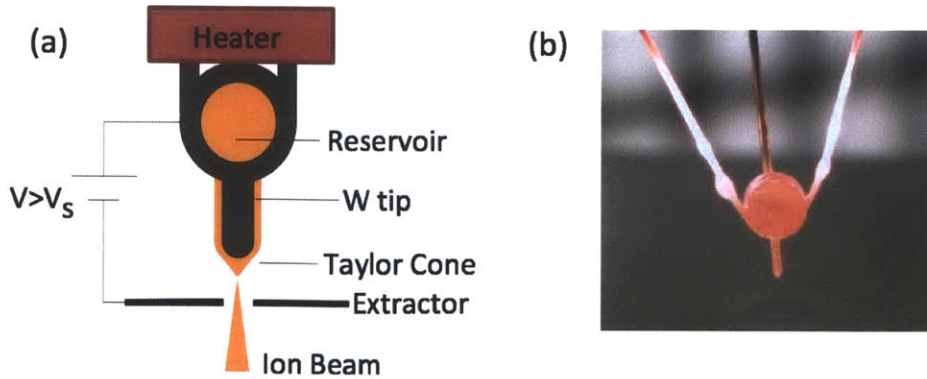 (a)
Heater
Reservoir
V>Vs
W tip
Taylor Cone
Extractor
Ion Beam
(b)